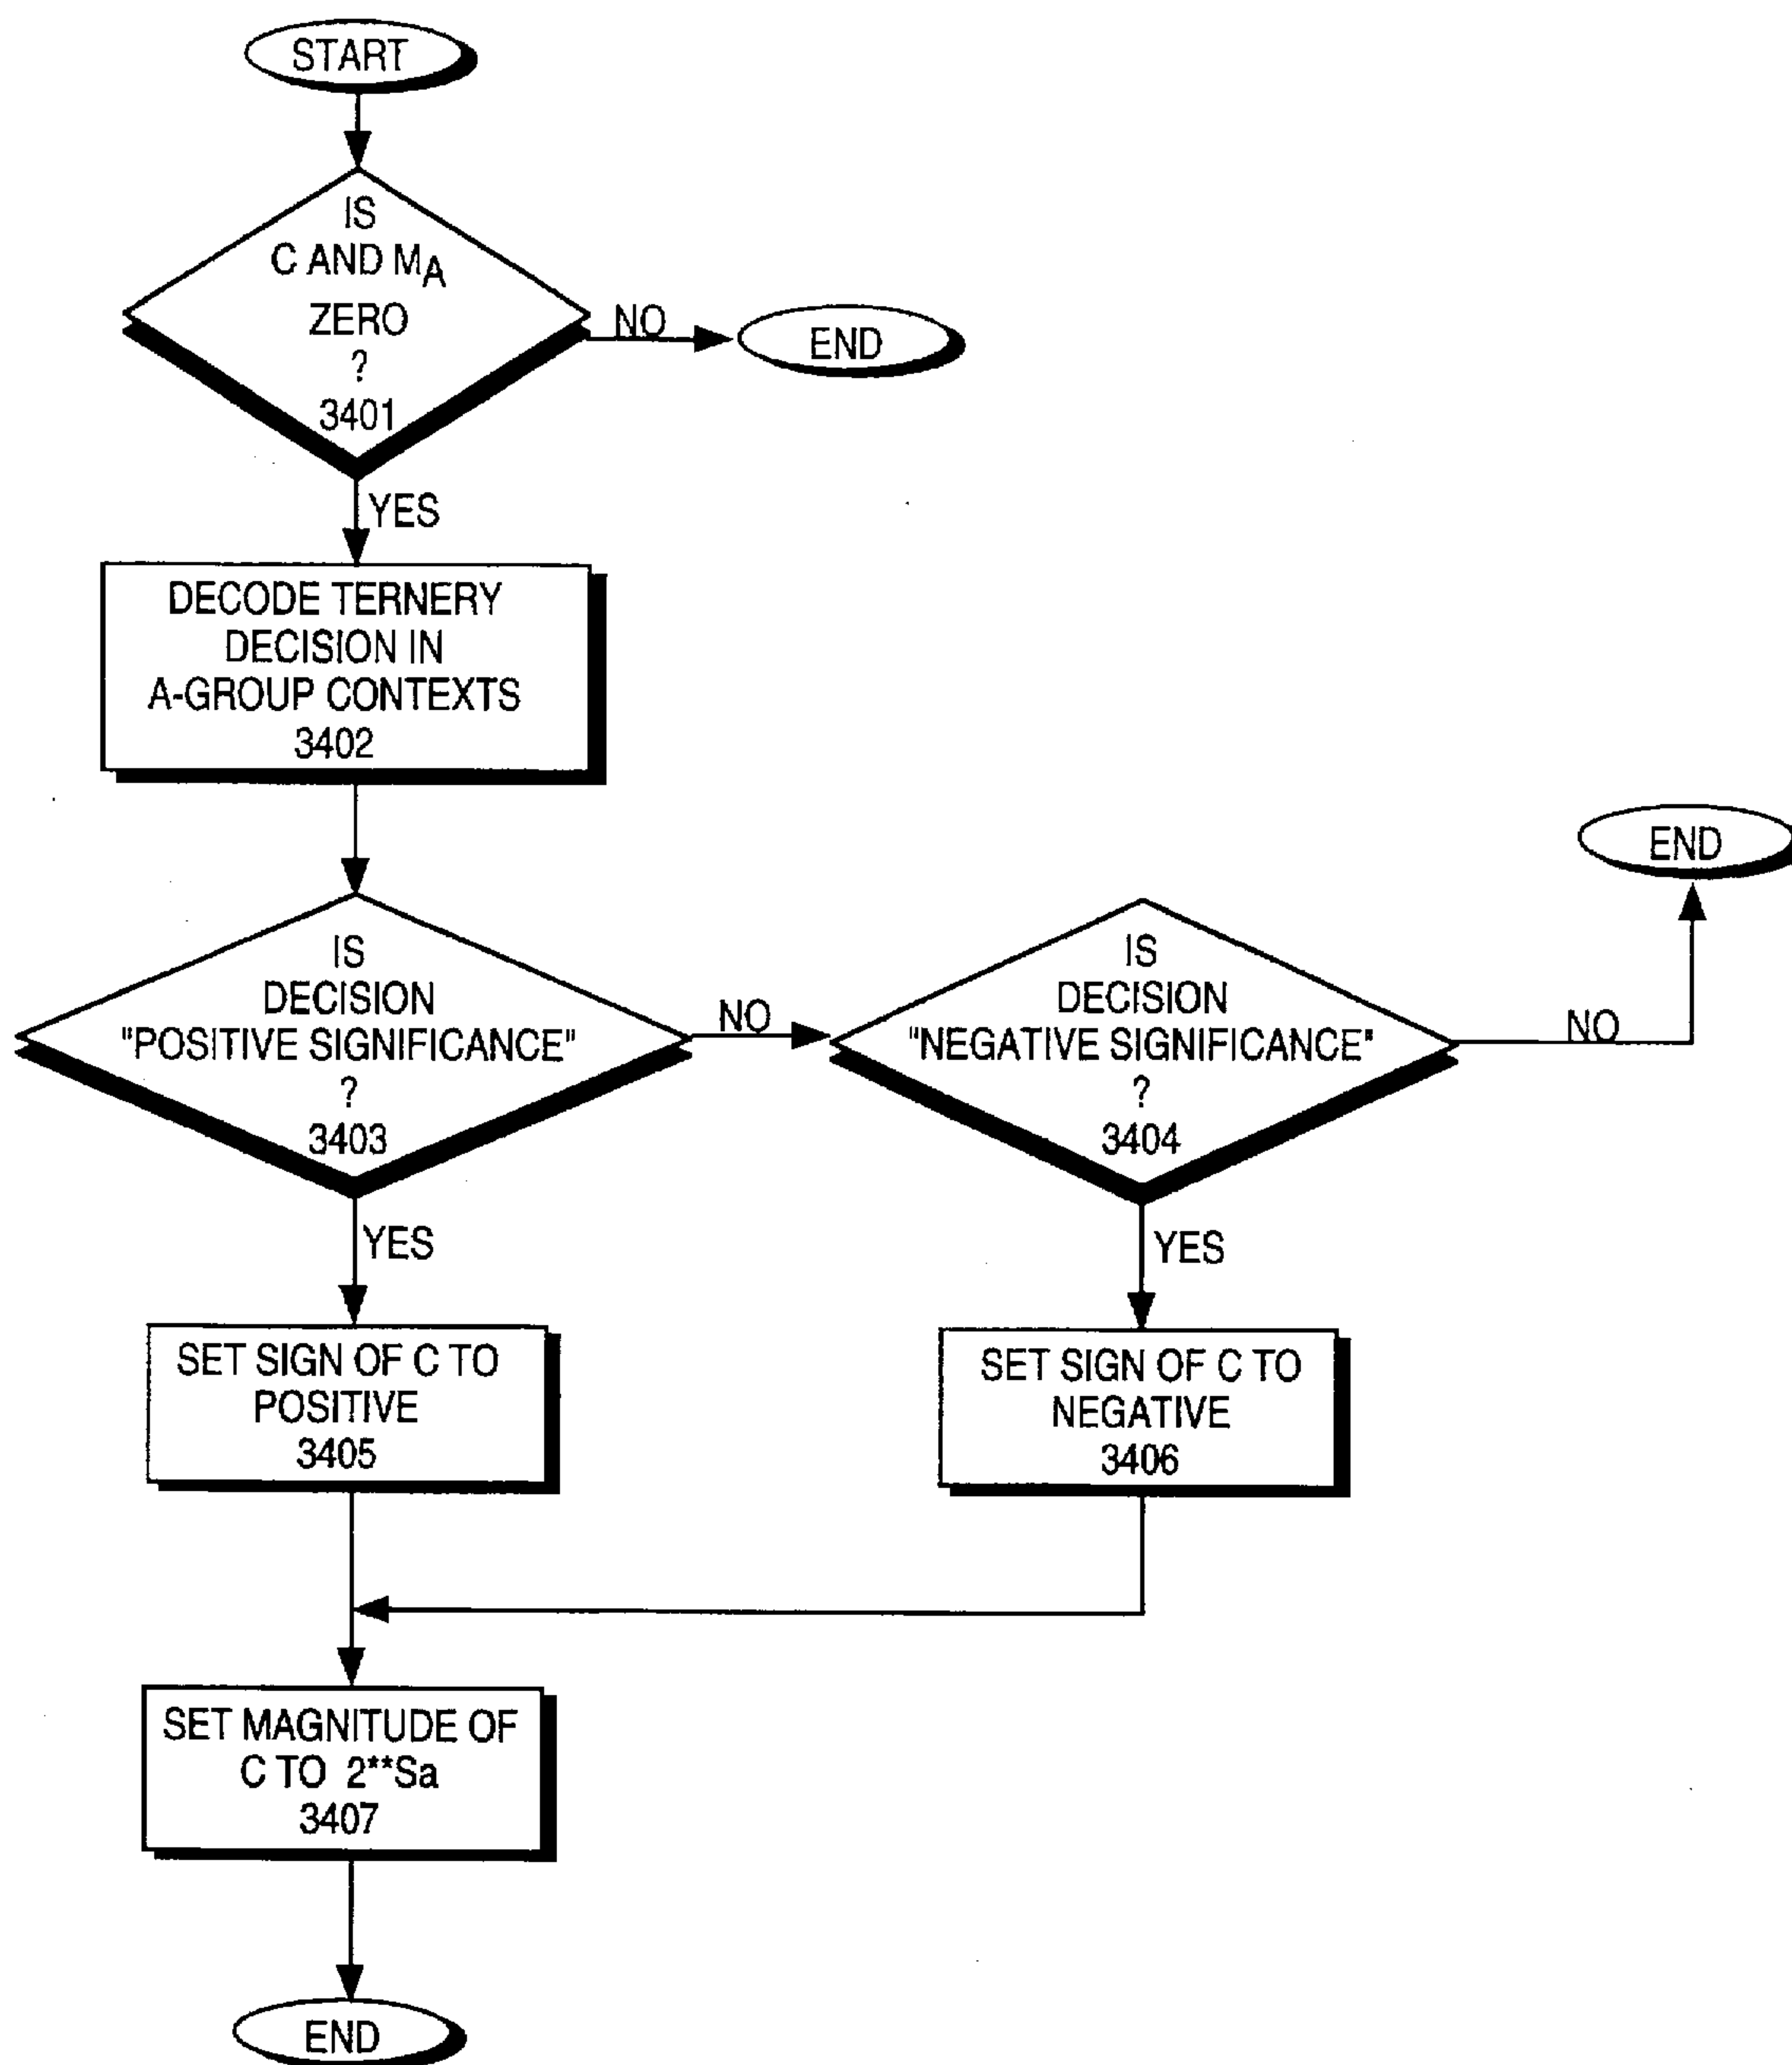 START
IS
C AND MA
ZERO
?
3401
NO
END
YES
DECODE TERNERY
DECISION IN
A-GROUP CONTEXTS
3402
END
IS
DECISION
"POSITIVE SIGNIFICANCE"
?
3403
NO
IS
DECISION
"NEGATIVE SIGNIFICANCE"
?
3404
NO
YES
YES
SET SIGN OF C TO
POSITIVE
3405
SET SIGN OF C TO
NEGATIVE
3406
SET MAGNITUDE OF
C TO 2**Sa
3407
END